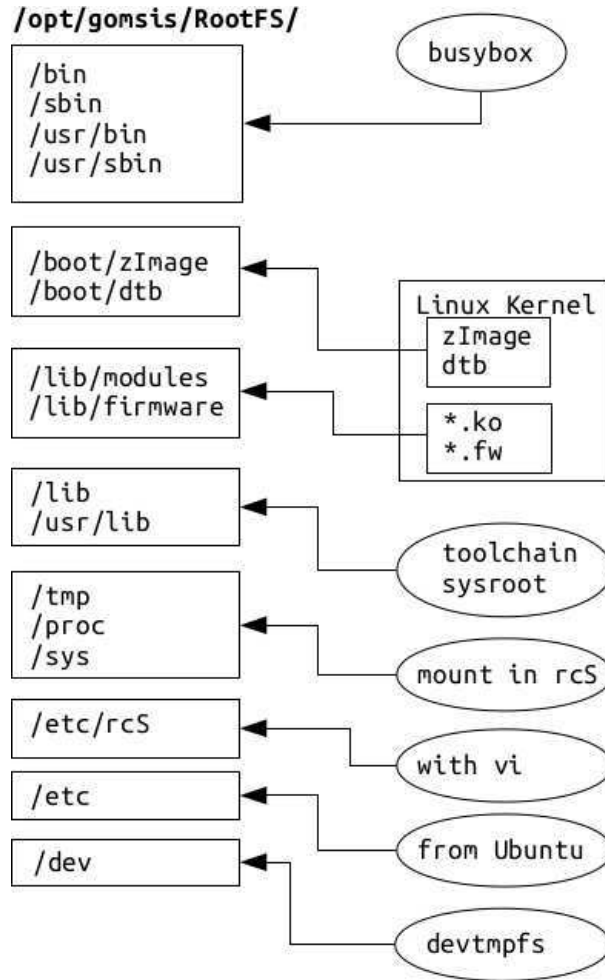 /opt/gomsis/RootFS/
busybox
/bin
/sbin
/usr/bin
/usr/sbin
/boot/zImage
/boot/dtb
Linux Kernel
zImage
dtb
/lib/modules
/lib/firmware
*.ko
*.fw
/lib
/usr/lib
toolchain
sysroot
/tmp
/proc
/sys
mount in rcS
/etc/rcS
with vi
/etc
from Ubuntu
/dev
devtmpfs